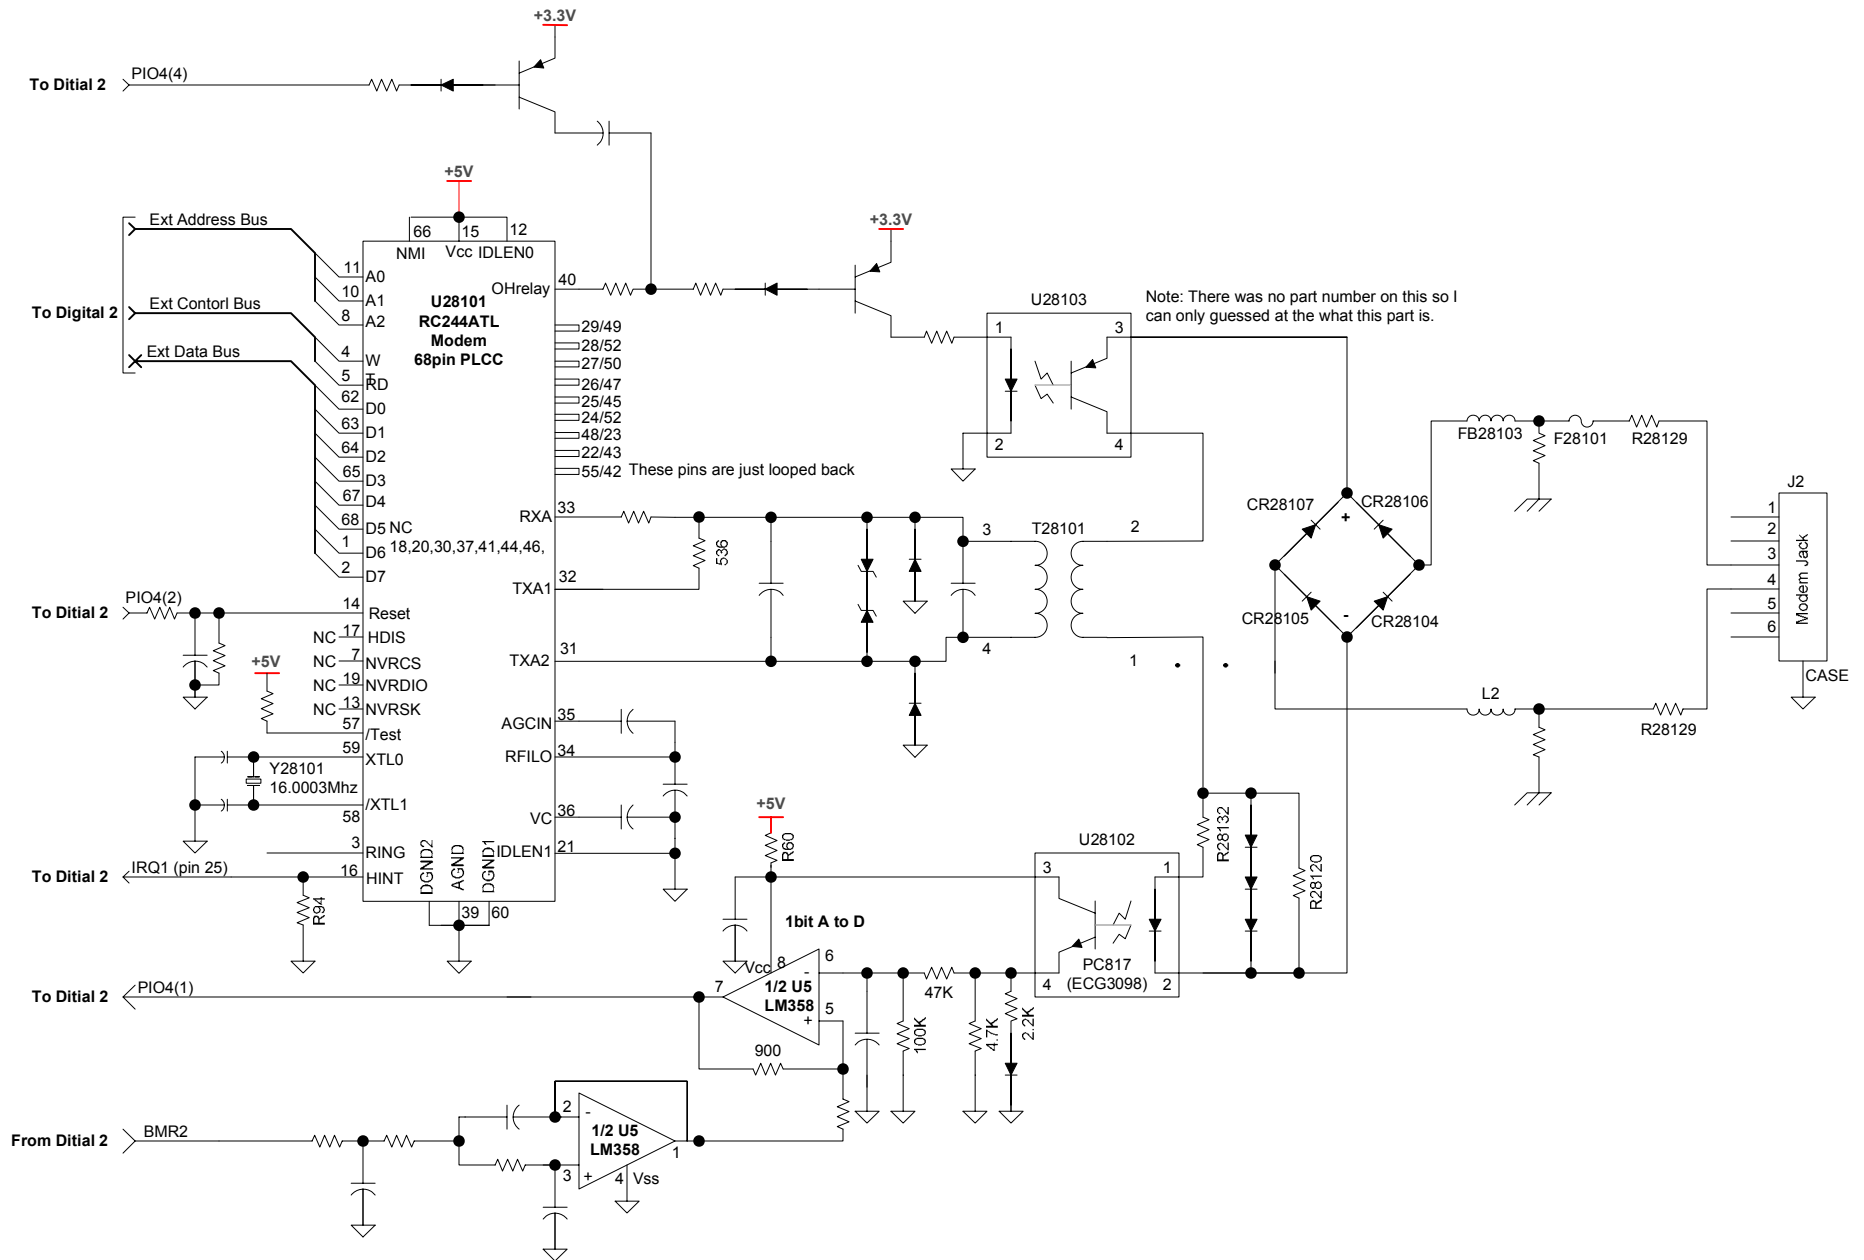 +3.3V
To Ditial 2
PIO4(4)
+5V
Ext Address Bus
Ext Contorl Bus
To Digital 2
Ext Data Bus
66
15
12
NMI
Vcc
IDLEN0
11
A0
10
A1
8
A2
4
W
T
5
RD
62
D0
63
D1
64
D2
65
D3
67
D4
68
D5
NC
1
D6
18,20,30,37,41,44,46,
2
D7
U28101
RC244ATL
Modem
68pin PLCC
OHrelay
40
29/49
28/52
27/50
26/47
25/45
24/52
48/23
22/43
55/42
These pins are just looped back
+3.3V
U28103
1
3
2
4
Note: There was no part number on this so I
can only guessed at the what this part is.
RXA
33
536
TXA1
32
TXA2
31
3
T28101
2
4
1
To Ditial 2
PIO4(2)
14
Reset
NC
17
HDIS
NC
7
NVRCS
NC
19
NVRDIO
NC
13
NVRSK
+5V
57
/Test
59
XTL0
Y28101
16.0003Mhz
/XTL1
58
3
RING
To Ditial 2
IRQ1 (pin 25)
16
HINT
R94
DGND2
AGND
DGND1
39
60
AGCIN
35
RFILO
34
VC
36
IDLEN1
21
CR28107
CR28106
+
-
CR28105
CR28104
FB28103
F28101
R28129
L2
R28129
J2
1
2
3
4
5
6
Modem Jack
CASE
+5V
R60
U28102
3
1
PC817
(ECG3098)
4
2
R28132
R28120
1bit A to D
Vcc
8
6
-
7
1/2 U5
LM358
5
+
47K
100K
4.7K
2.2K
900
To Ditial 2
PIO4(1)
From Ditial 2
BMR2
2
-
1/2 U5
LM358
1
3
+
4
Vss